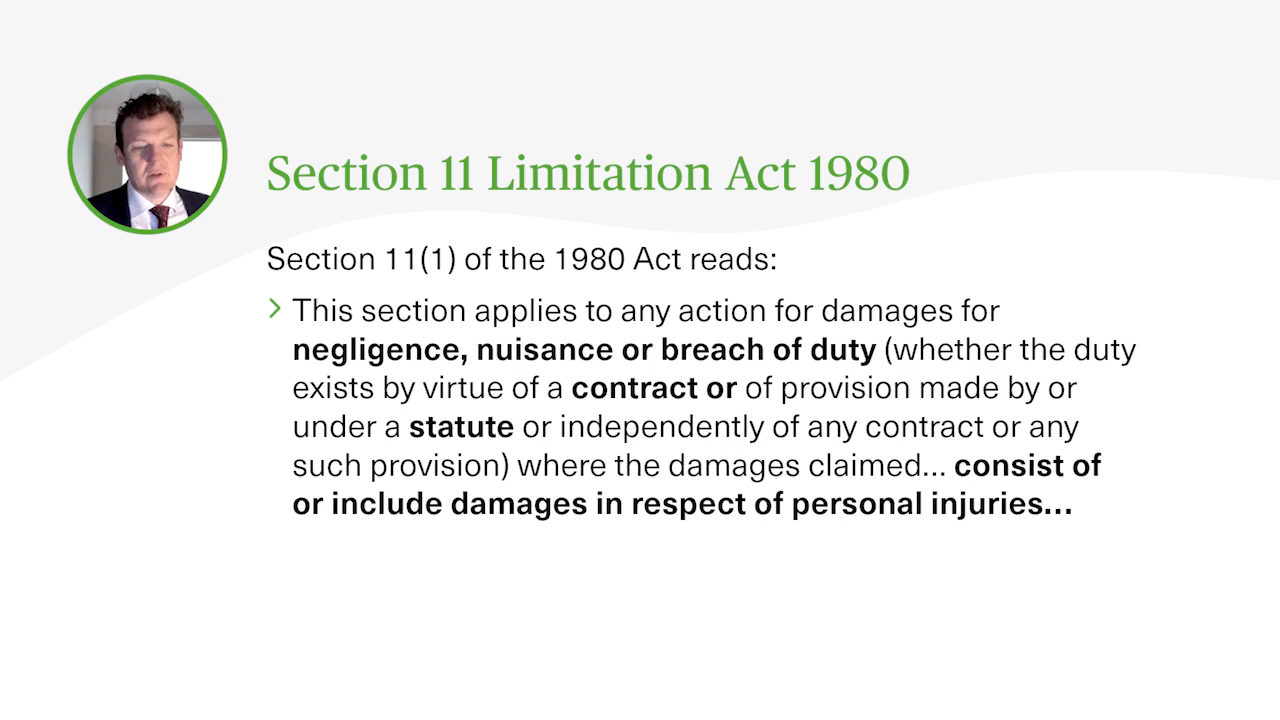 Section 11 Limitation Act 1980
Section 11(1) of the 1980 Act reads:
This section applies to any action for damages for
negligence, nuisance or breach of duty (whether the duty
exists by virtue of a contract or of provision made by or
under a statute or independently of any contract or any
such provision) where the damages claimed... consist of
or include damages in respect of personal injuries...